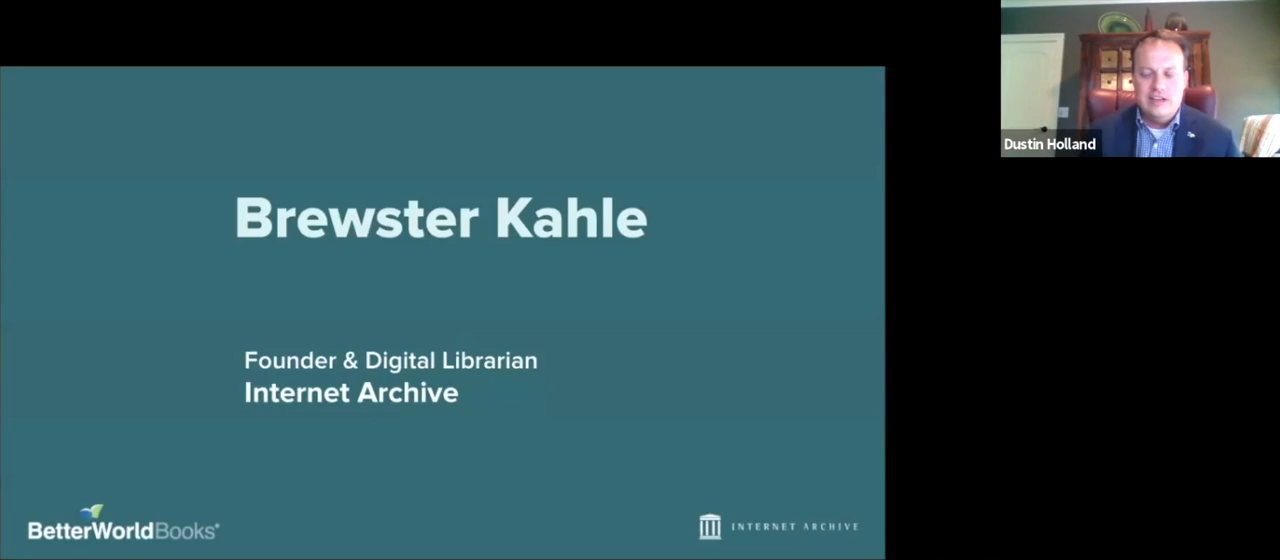 Brewster Kahle
Founder & Digital Librarian
Internet Archive
BetterWorldBooks
INTERNET ARCHIVE
Dustin Holland